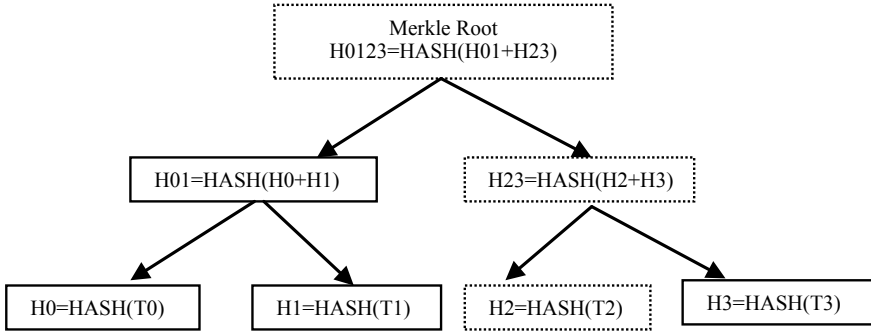 Merkle Root
H0123=HASH(H01+H23)
H01=HASH(H0+H1)
H23=HASH(H2+H3)
H0=HASH(T0)
H1=HASH(T1)
H2=HASH(T2)
H3=HASH(T3)